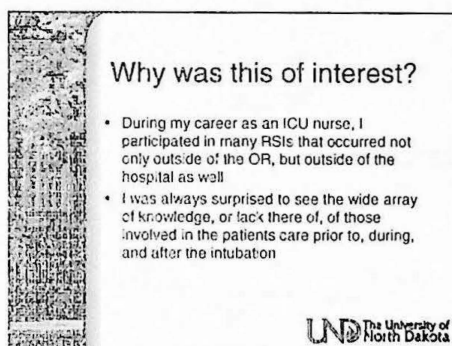 Why was this of interest?
• During my career as an ICU nurse, I
participated in many RSIs that occurred not
only outside of the OR, but outside of the
hospital as well
• I was always surprised to see the wide array
of knowledge, or lack there of, of those
involved in the patients care prior to, during,
and after the intubation
UND The University of
North Dakota